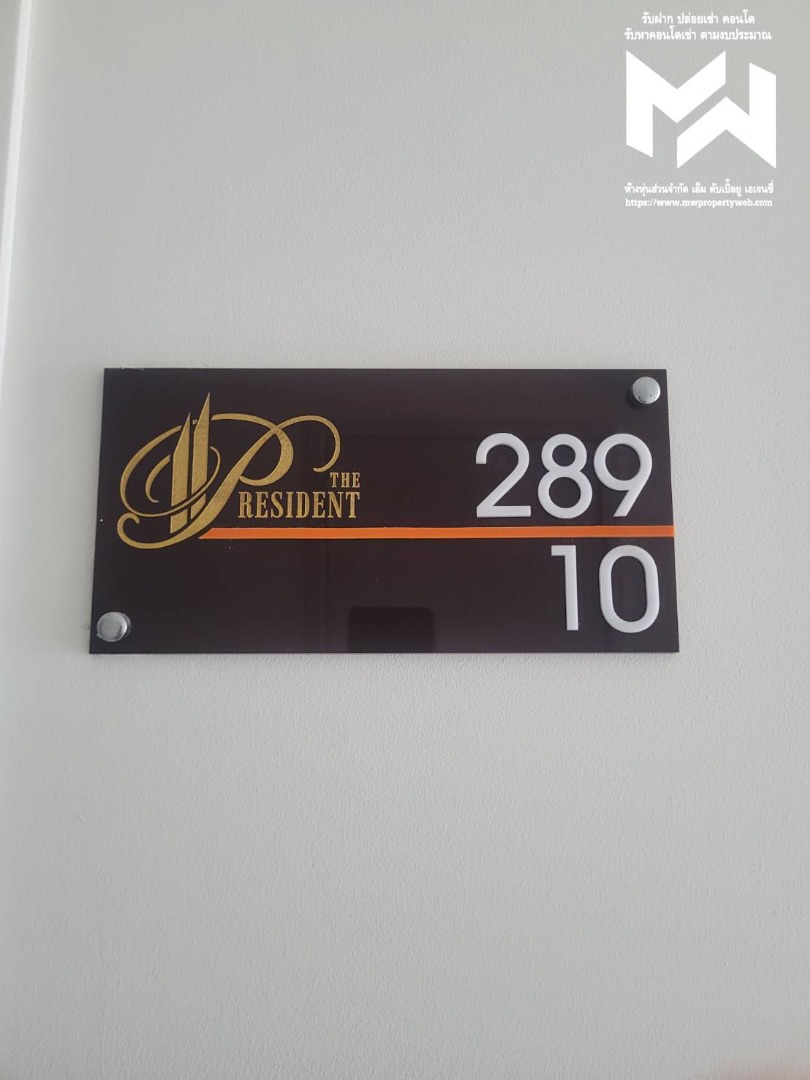 รับฝาก ปล่อยเช่า คอนโด
รับหาคอนโดเช่า ตามงบประมาณ
MW
ห้างหุ้นส่วนจำกัด เอ็ม ดับเบิ้ลยู เอเจนซี่
https://www.mwpropertyweb.com
THE
PRESIDENT
289
10